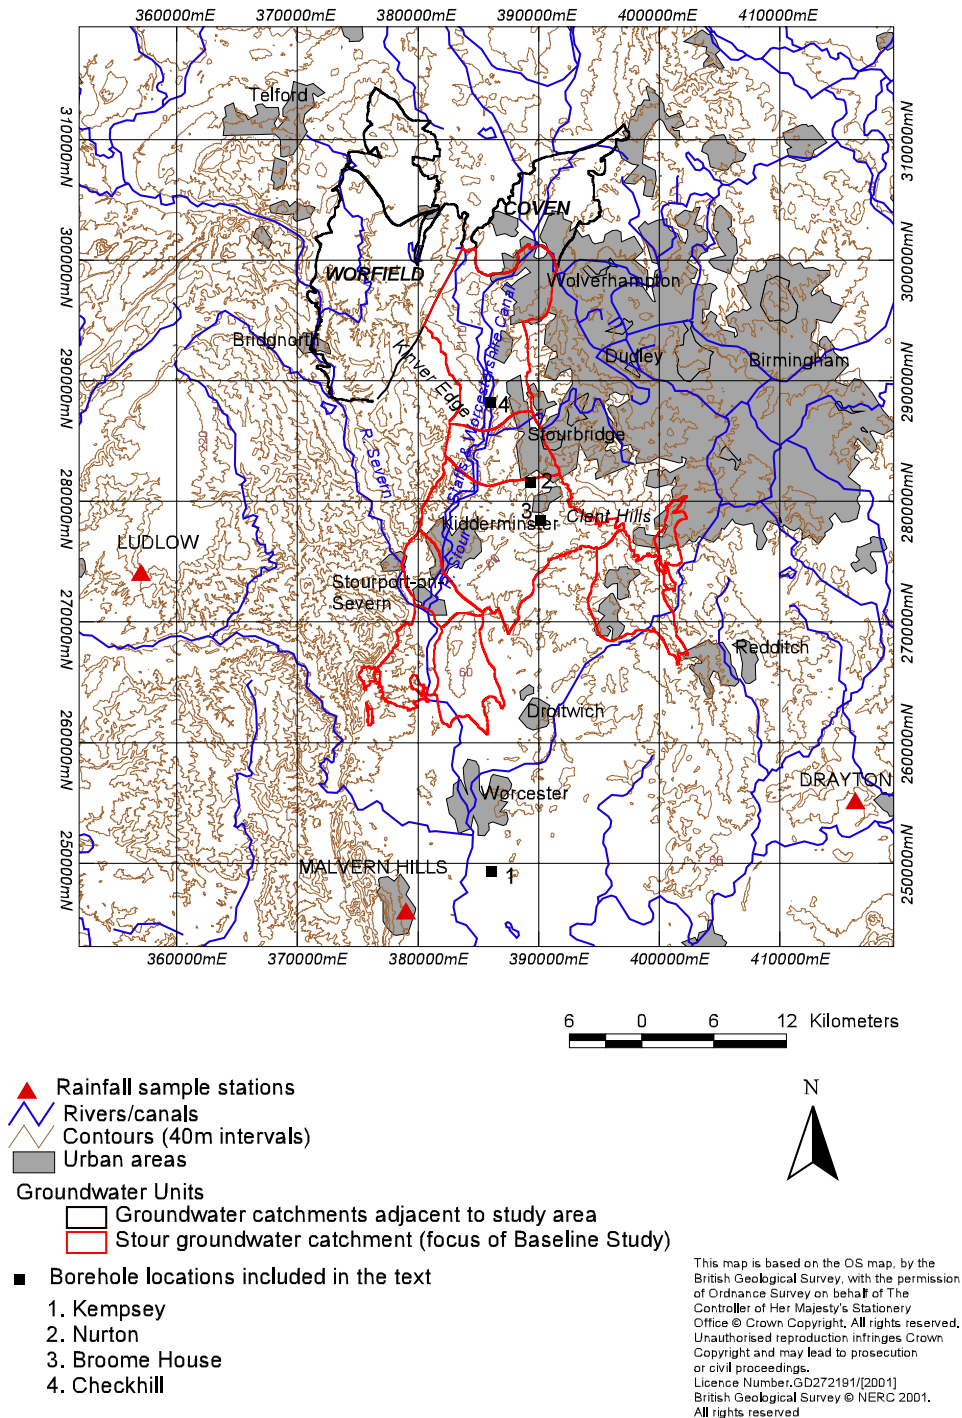 360000mE 370000mE 380000mE 390000mE 400000mE 410000mE
Telford
310000mN
310000mN
COVEN
300000mN
300000mN
WORFIELD
Wolverhampton
Staffs & Worcestershire Canal
Bridgnorth
Kinver Edge
Dudley
Birmingham
290000mN
290000mN
4
Stourbridge
R Severn
2
280000mN
280000mN
3
Clent Hills
Kidderminster
Stour
LUDLOW
Stourport-on-
Severn
270000mN
270000mN
Redditch
60
Droitwich
260000mN
260000mN
DRAYTON
Worcester
250000mN
250000mN
MALVERN HILLS
60
1
360000mE 370000mE 380000mE 390000mE 400000mE 410000mE
6 0 6 12 Kilometers
Rainfall sample stations
Rivers/canals
Contours (40m intervals)
Urban areas
N
Groundwater Units
Groundwater catchments adjacent to study area
Stour groundwater catchment (focus of Baseline Study)
Borehole locations included in the text
1. Kempsey
2. Nurton
3. Broome House
4. Checkhill
This map is based on the OS map, by the
British Geological Survey, with the permission
of Ordnance Survey on behalf of The
Controller of Her Majesty's Stationery
Office © Crown Copyright. All rights reserved.
Unauthorised reproduction infringes Crown
Copyright and may lead to prosecution
or civil proceedings.
Licence Number.GD272191/[2001]
British Geological Survey © NERC 2001.
All rights reserved